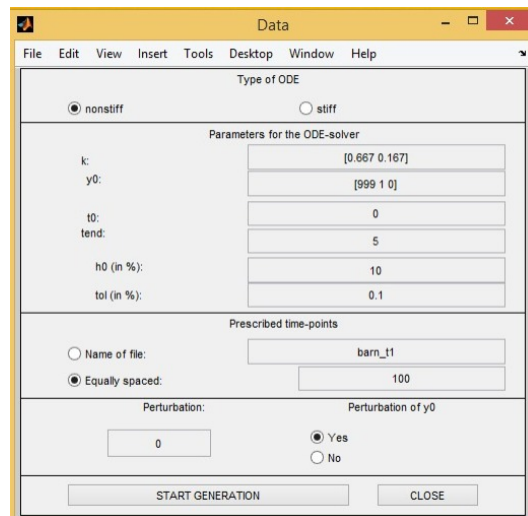 Data
File Edit View Insert Tools Desktop Window Help
Type of ODE
nonstiff stiff
Parameters for the ODE-solver
k: [0.667 0.167]
y0: [999 1 0]
t0: 0
tend: 5
h0 (in %): 10
tol (in %): 0.1
Prescribed time-points
Name of file: barn_t1
Equally spaced: 100
Perturbation: Perturbation of y0
0 Yes
No
START GENERATION CLOSE